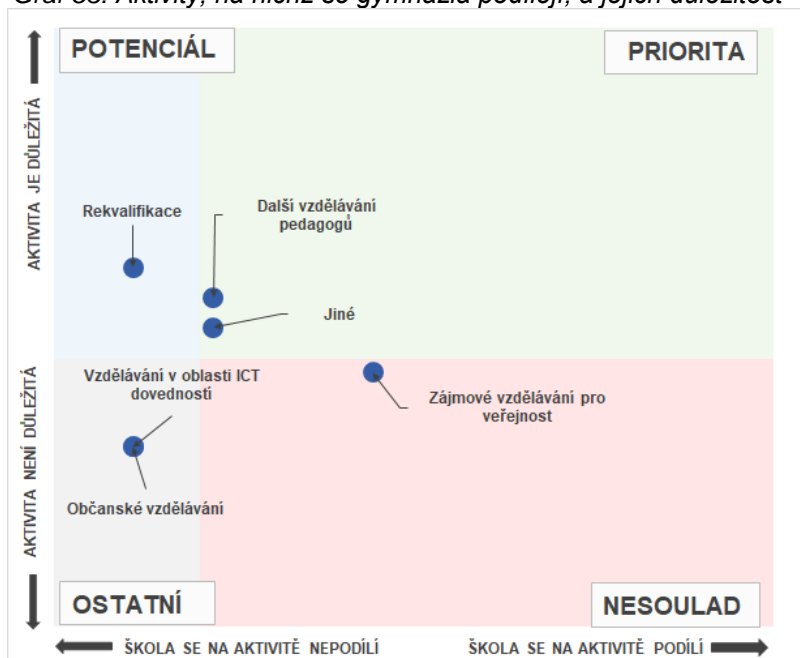 Graf 38: Aktivity, na nichž se gymnázia podílejí, a jejich důležitost
POTENCIÁL
PRIORITA
AKTIVITA JE DŮLEŽITÁ
Rekvalifikace
Další vzdělávání
pedagogů
Jiné
AKTIVITA NENÍ DŮLEŽITÁ
Vzdělávání v oblasti ICT
dovedností
Zájmové vzdělávání pro
veřejnost
Občanské vzdělávání
OSTATNÍ
NESOULAD
ŠKOLA SE NA AKTIVITĚ NEPODÍLÍ
ŠKOLA SE NA AKTIVITĚ PODÍLÍ